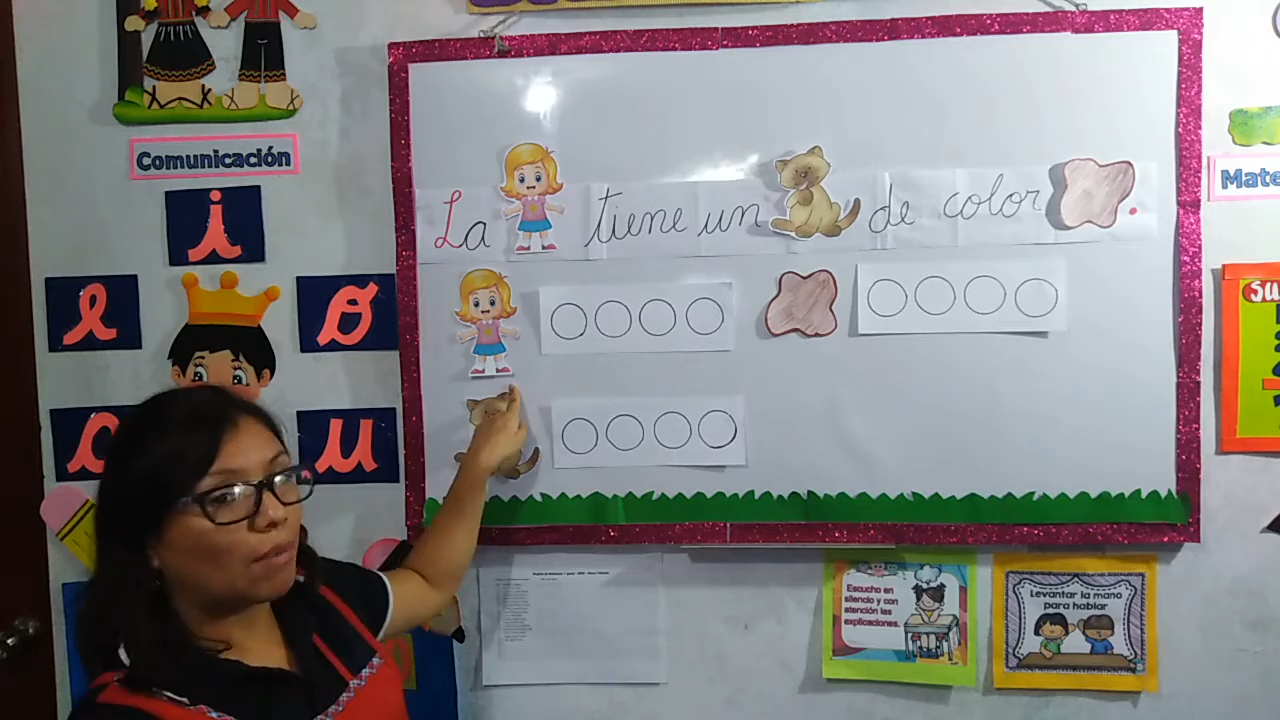 Comunicación
i
e
o
a
u
La tiene un de color .
Mate
Su
Escucho en
silencio y con
atención las
explicaciones.
Levantar la mano
para hablar